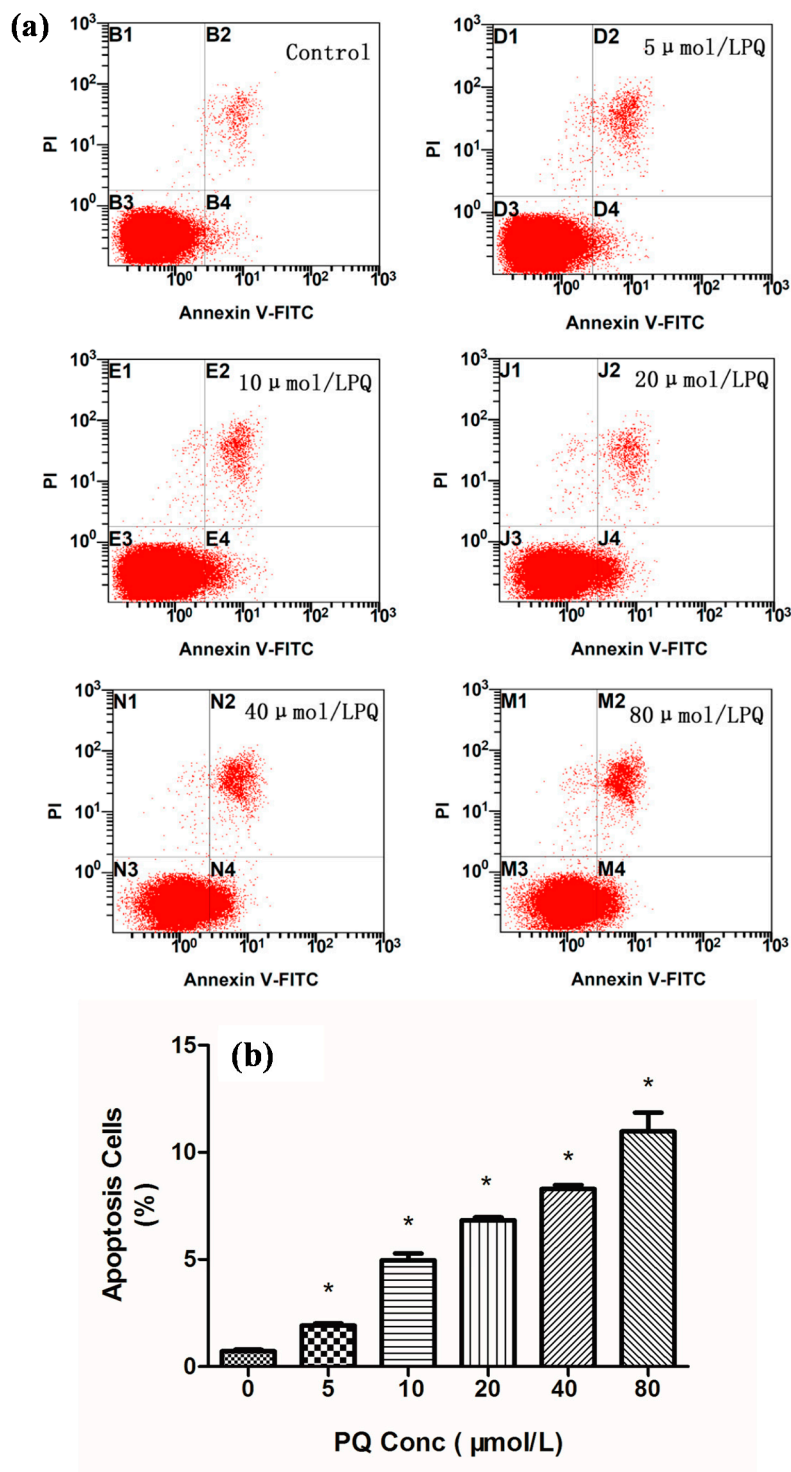 (a)
B1 B2 Control
10³
10²
10¹
10⁰
PI
B3 B4
10⁰ 10¹ 10² 10³
Annexin V-FITC
D1 D2 5 μmol/LPQ
10³
10²
10¹
10⁰
PI
D3 D4
10⁰ 10¹ 10² 10³
Annexin V-FITC
E1 E2 10 μmol/LPQ
10³
10²
10¹
10⁰
PI
E3 E4
10⁰ 10¹ 10² 10³
Annexin V-FITC
J1 J2 20 μmol/LPQ
10³
10²
10¹
10⁰
PI
J3 J4
10⁰ 10¹ 10² 10³
Annexin V-FITC
N1 N2 40 μmol/LPQ
10³
10²
10¹
10⁰
PI
N3 N4
10⁰ 10¹ 10² 10³
Annexin V-FITC
M1 M2 80 μmol/LPQ
10³
10²
10¹
10⁰
PI
M3 M4
10⁰ 10¹ 10² 10³
Annexin V-FITC
(b)
15
10
5
0
Apoptosis Cells
(%)
* * * * *
0 5 10 20 40 80
PQ Conc ( µmol/L)